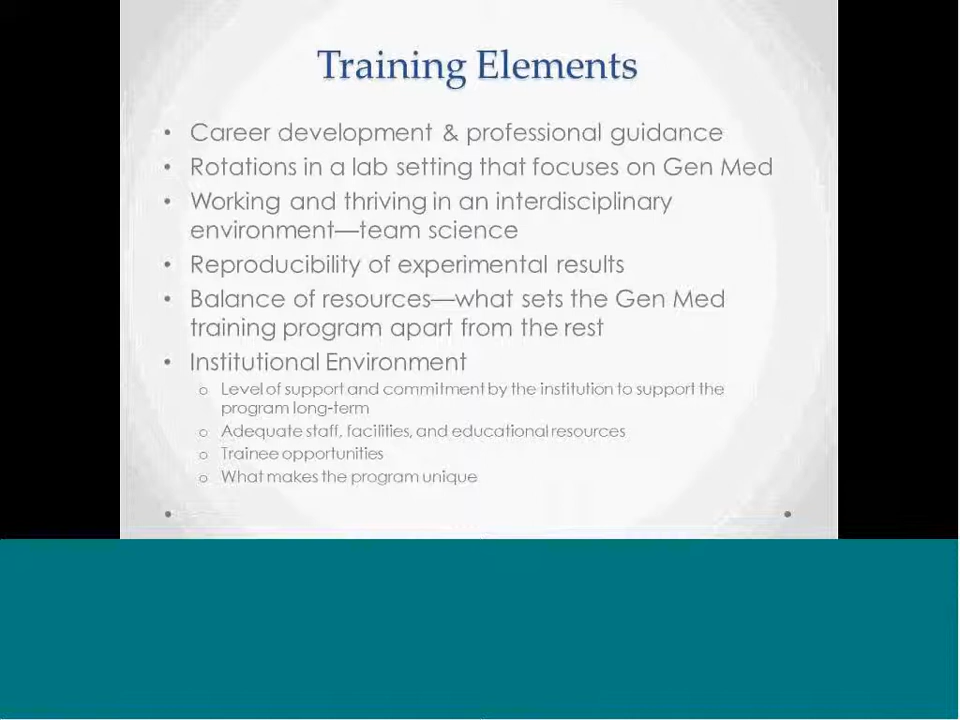 Training Elements
• Career development & professional guidance
• Rotations in a lab setting that focuses on Gen Med
• Working and thriving in an interdisciplinary
environment—team science
• Reproducibility of experimental results
• Balance of resources—what sets the Gen Med
training program apart from the rest
• Institutional Environment
o Level of support and commitment by the institution to support the
program long-term
o Adequate staff, facilities, and educational resources
o Trainee opportunities
o What makes the program unique